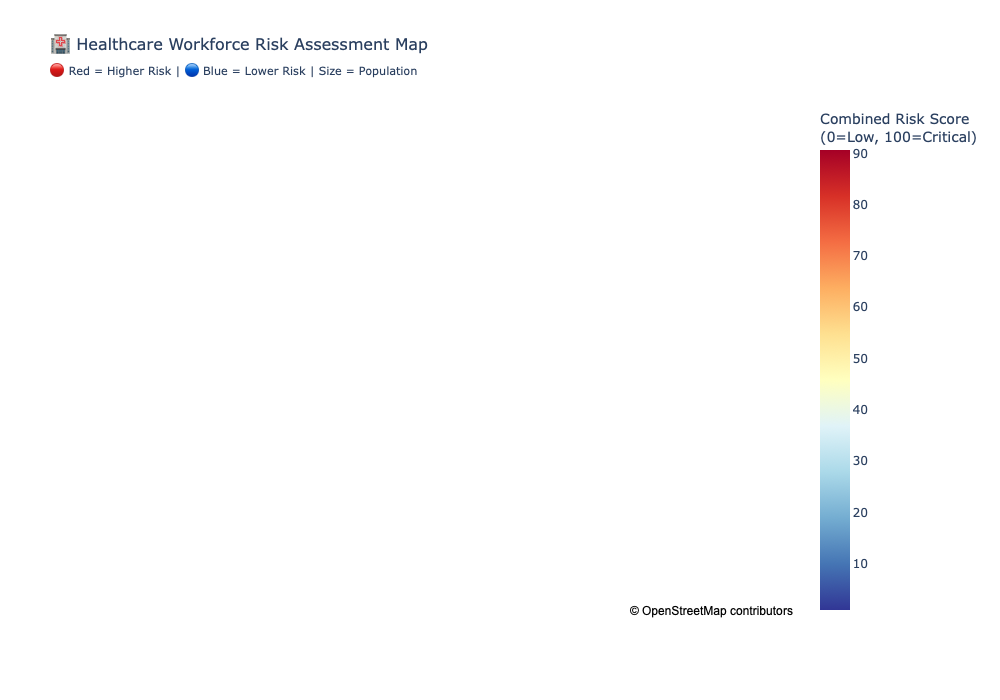 🏥 Healthcare Workforce Risk Assessment Map
🔴 Red = Higher Risk | 🔵 Blue = Lower Risk | Size = Population
Combined Risk Score
(0=Low, 100=Critical)
90
80
70
60
50
40
30
20
10
© OpenStreetMap contributors